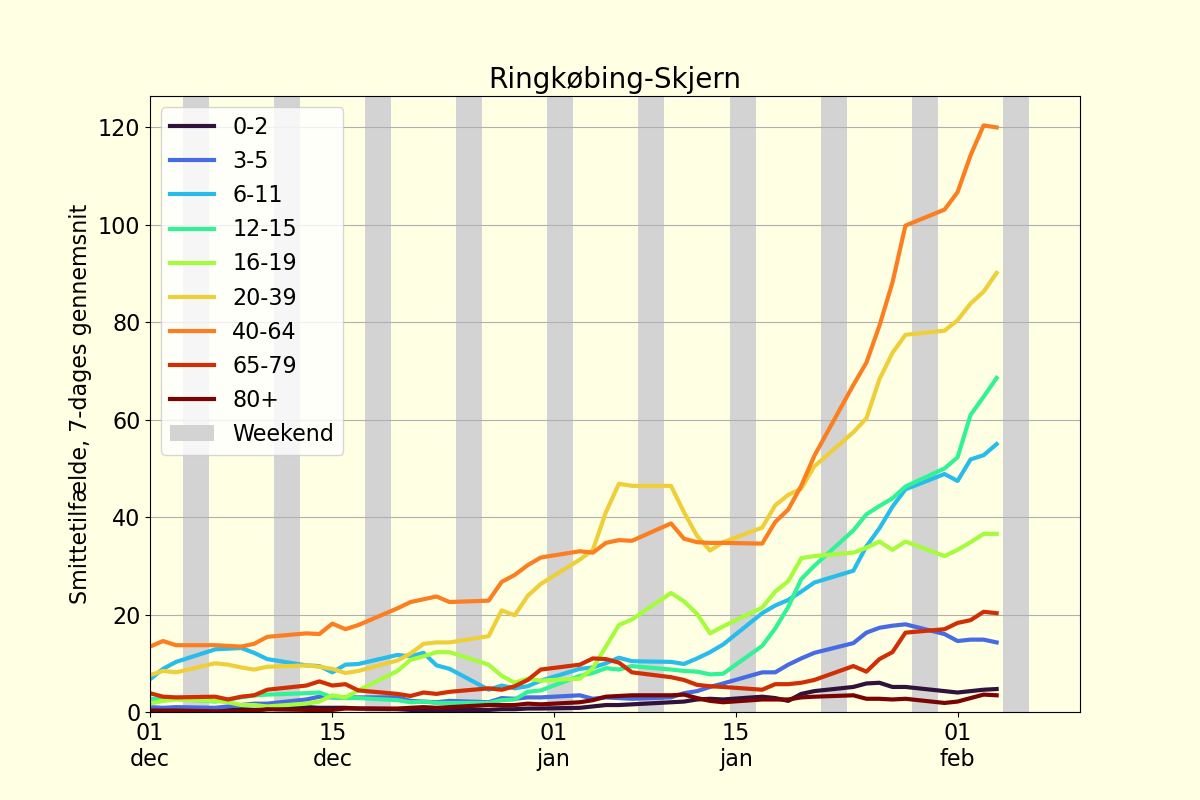 Ringkøbing-Skjern
Smittetilfælde, 7-dages gennemsnit
120
100
80
60
40
20
0
0-2
3-5
6-11
12-15
16-19
20-39
40-64
65-79
80+
Weekend
01
dec
15
dec
01
jan
15
jan
01
feb